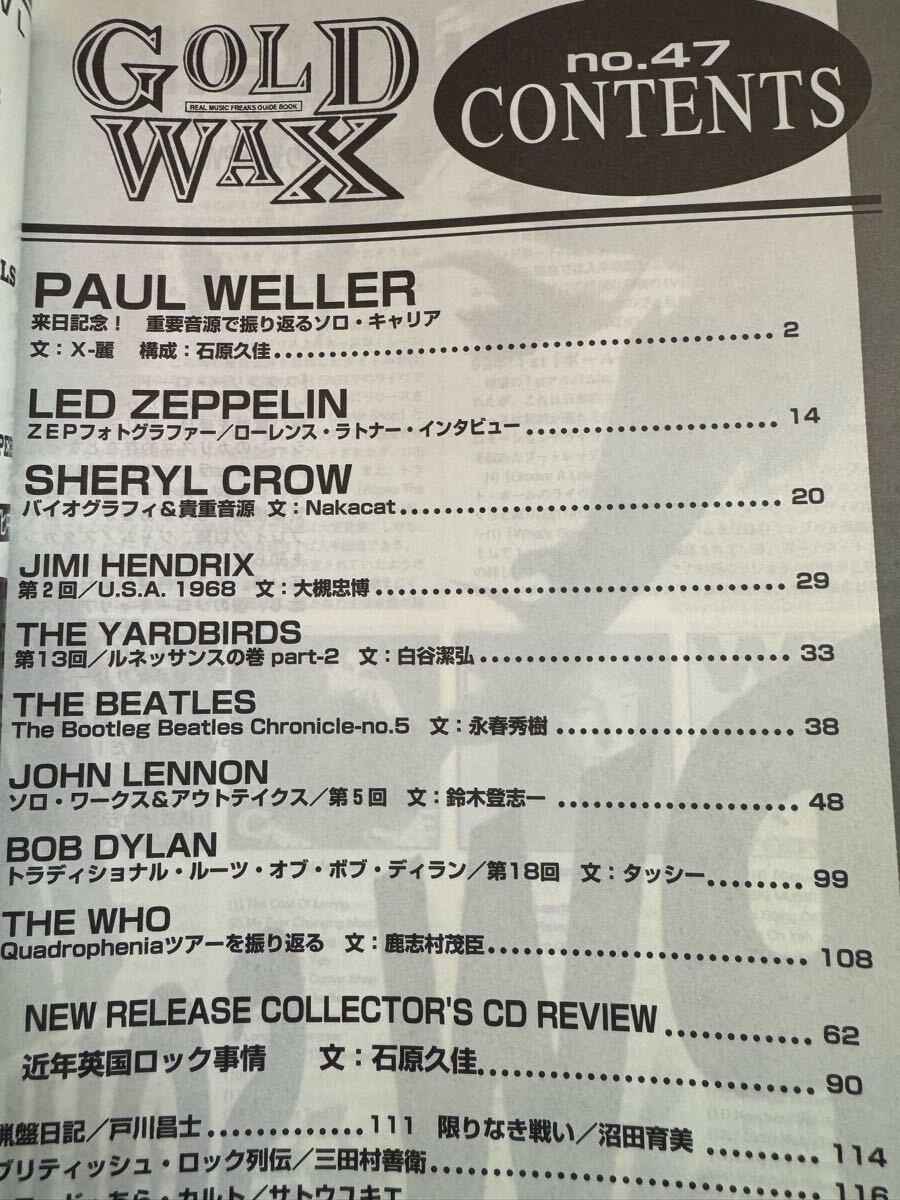 GOLD
REAL MUSIC FREAKS GUIDE BOOK
WAX
no.47
CONTENTS
PAUL WELLER
来日記念! 重要音源で振り返るソロ・キャリア
文:X-麗 構成:石原久佳 2
LED ZEPPELIN
ZEPフォトグラファー/ローレンス・ラトナー・インタビュー 14
SHERYL CROW
バイオグラフィ&貴重音源 文:Nakacat 20
JIMI HENDRIX
第2回/U.S.A. 1968 文:大槻忠博 29
THE YARDBIRDS
第13回/ルネッサンスの巻 part-2 文:白谷潔弘 33
THE BEATLES
The Bootleg Beatles Chronicle-no.5 文:永春秀樹 38
JOHN LENNON
ソロ・ワークス&アウトテイクス/第5回 文:鈴木登志一 48
BOB DYLAN
トラディショナル・ルーツ・オブ・ボブ・ディラン/第18回 文:タッシー 99
THE WHO
Quadropheniaツアーを振り返る 文:鹿志村茂臣 108
NEW RELEASE COLLECTOR'S CD REVIEW 62
近年英国ロック事情 文:石原久佳 90
猟盤日記/戸川昌士 111 限りなき戦い/沼田育美 114
ブリティッシュ・ロック列伝/三田村善衛 116
あら・カルト/サトウユキエ